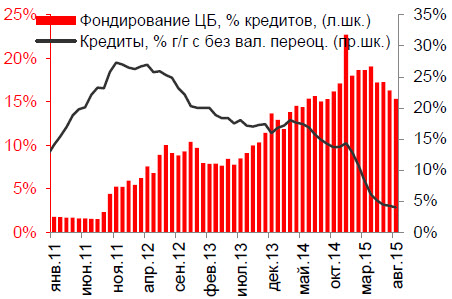 25%
20%
15%
10%
5%
0%
Фондирование ЦБ, % кредитов, (л.шк.)
Кредиты, % г/г с без вал. переоц. (пр.шк.)
35%
30%
25%
20%
15%
10%
5%
0%
янв.11
июн.11
ноя.11
апр.12
сен.12
фев.13
июл.13
дек.13
май.14
окт.14
мар.15
авг.15